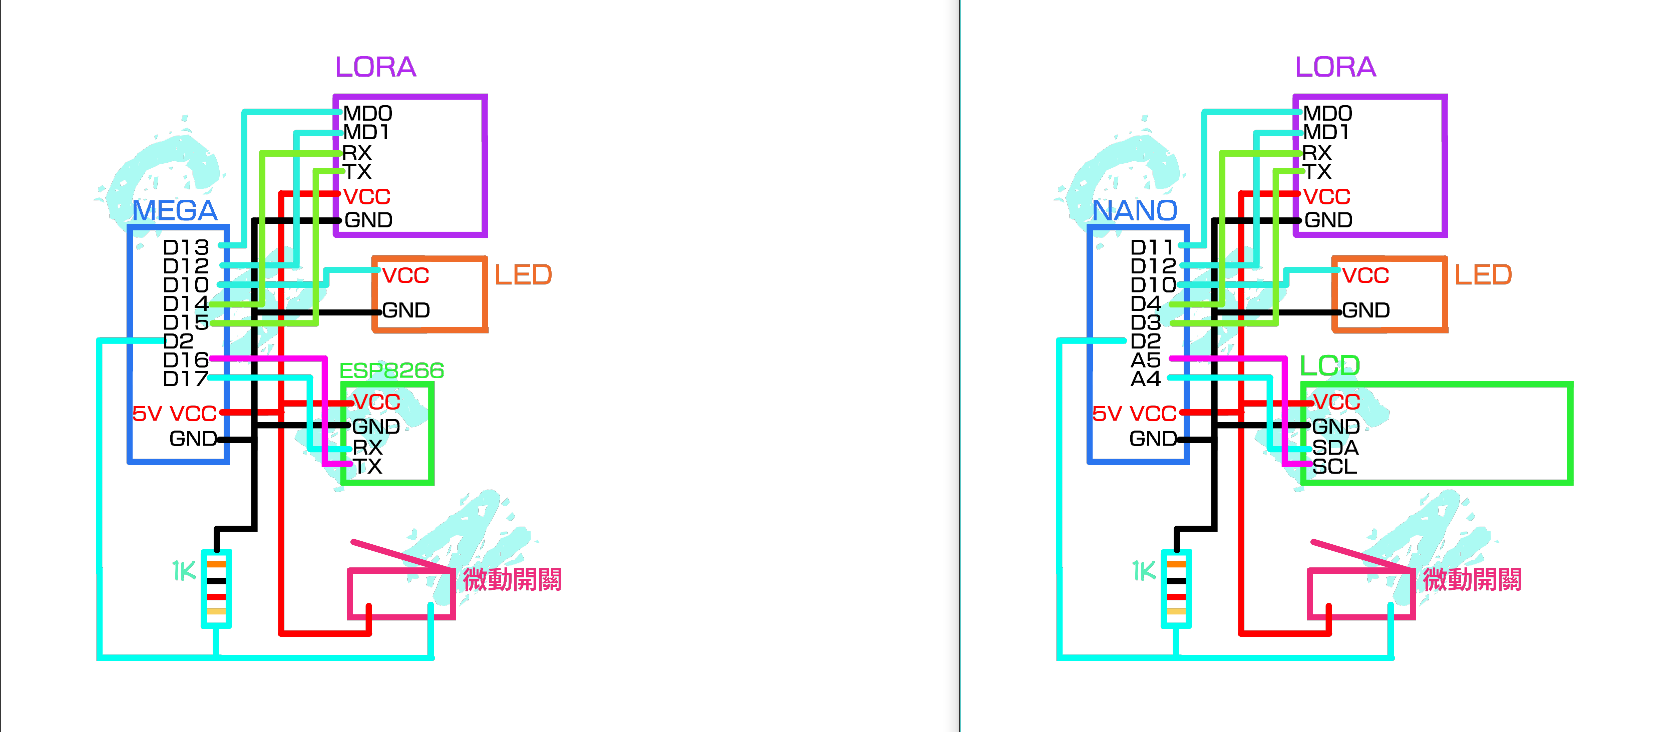 LORA
MD0
MD1
RX
TX
VCC
GND
MEGA
D13
D12
D10
D14
D15
D2
D16
D17
5V VCC
GND
LED
VCC
GND
ESP8266
VCC
GND
RX
TX
1K
微動開關
LORA
MD0
MD1
RX
TX
VCC
GND
NANO
D11
D12
D10
D4
D3
D2
A5
A4
5V VCC
GND
LED
VCC
GND
LCD
VCC
GND
SDA
SCL
1K
微動開關